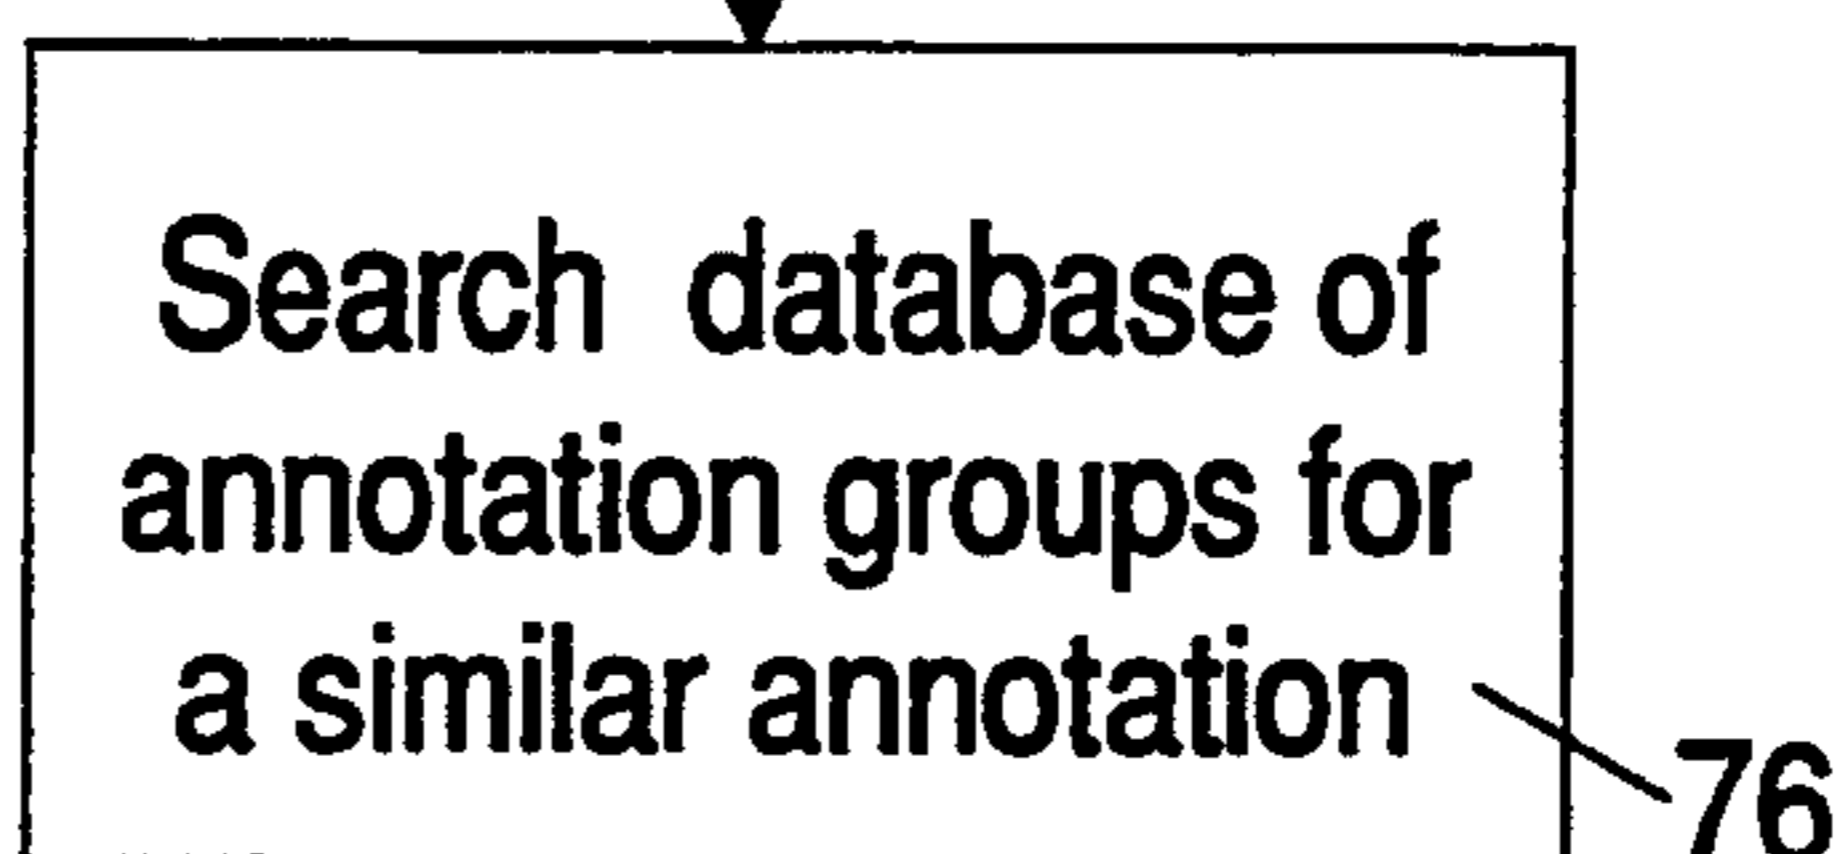 Search database of
annotation groups for
a similar annotation
76